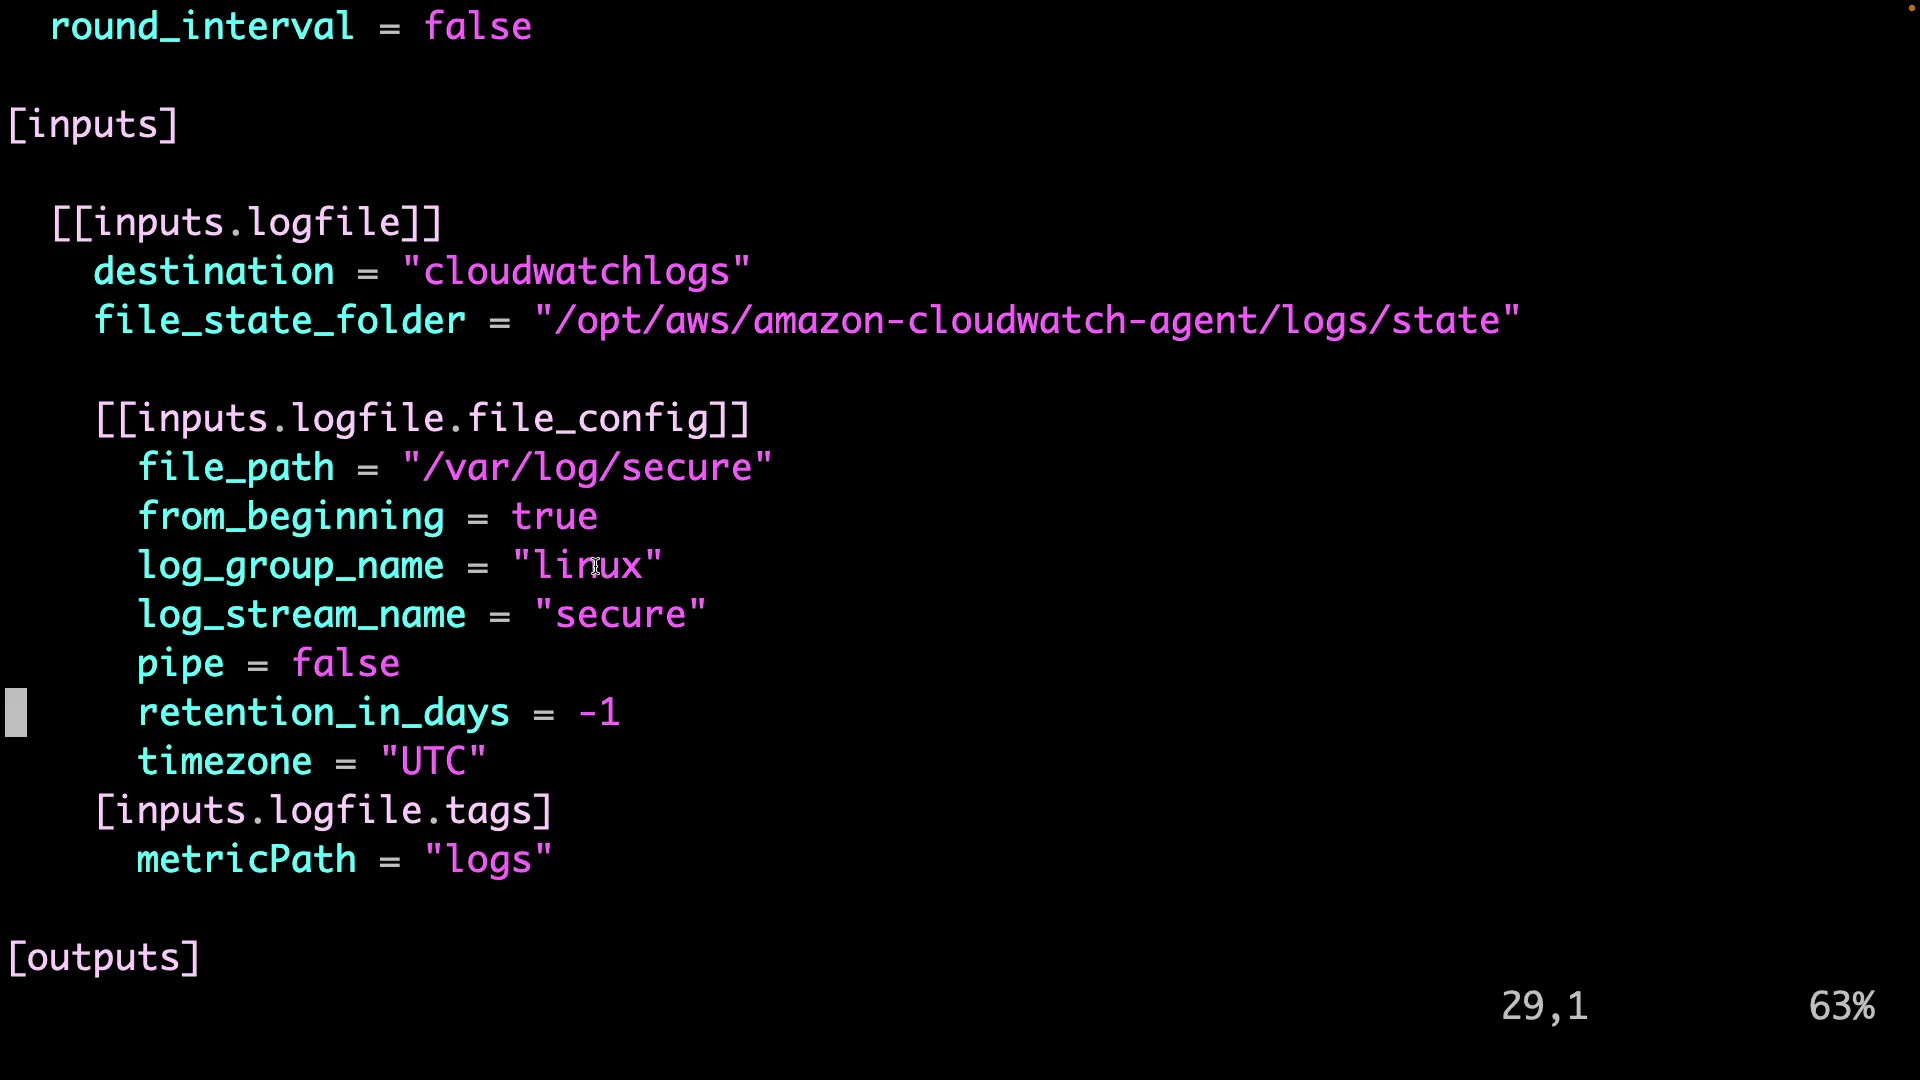 round_interval = false
[inputs]
[[inputs.logfile]]
destination = "cloudwatchlogs"
file_state_folder = "/opt/aws/amazon-cloudwatch-agent/logs/state"
[[inputs.logfile.file_config]]
file_path = "/var/log/secure"
from_beginning = true
log_group_name = "linux"
log_stream_name = "secure"
pipe = false
retention_in_days = -1
timezone = "UTC"
[inputs.logfile.tags]
metricPath = "logs"
[outputs]
29,1 63%